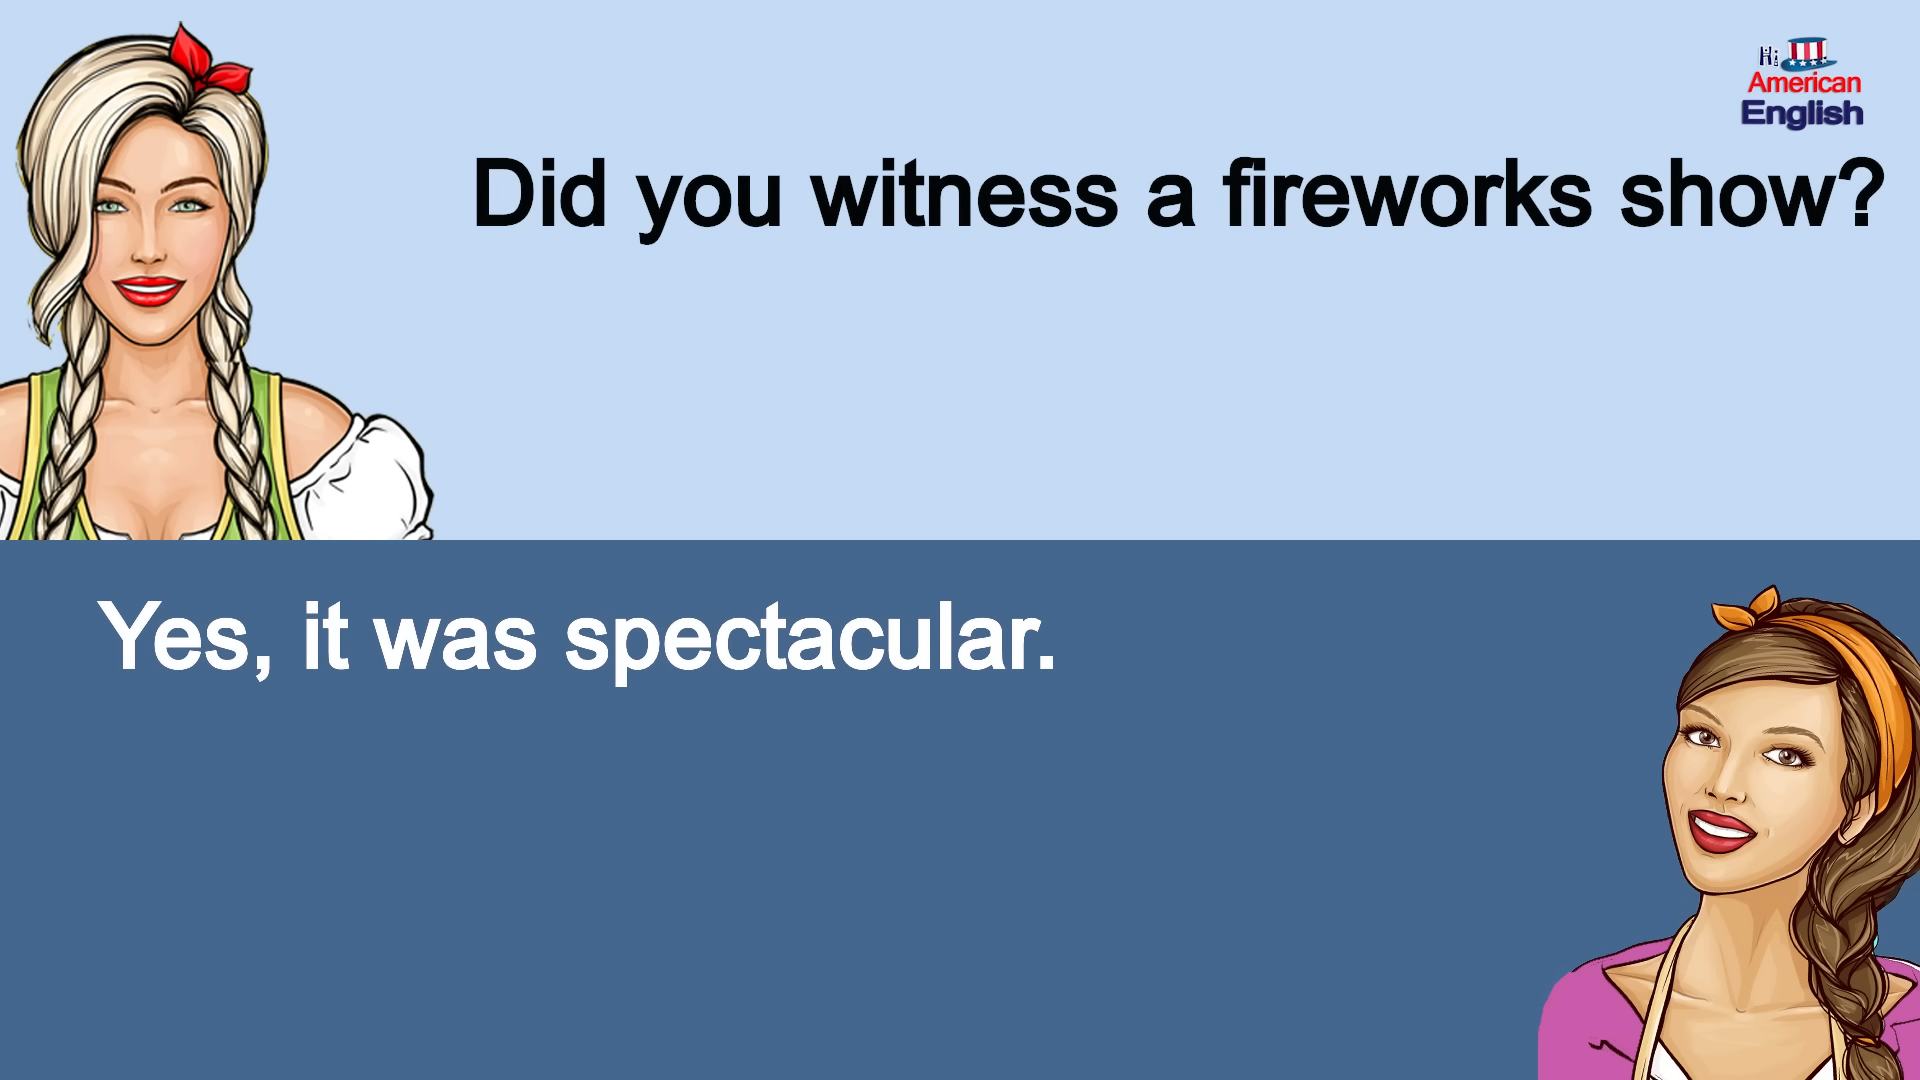 Hi
American
English
Did you witness a fireworks show?
Yes, it was spectacular.